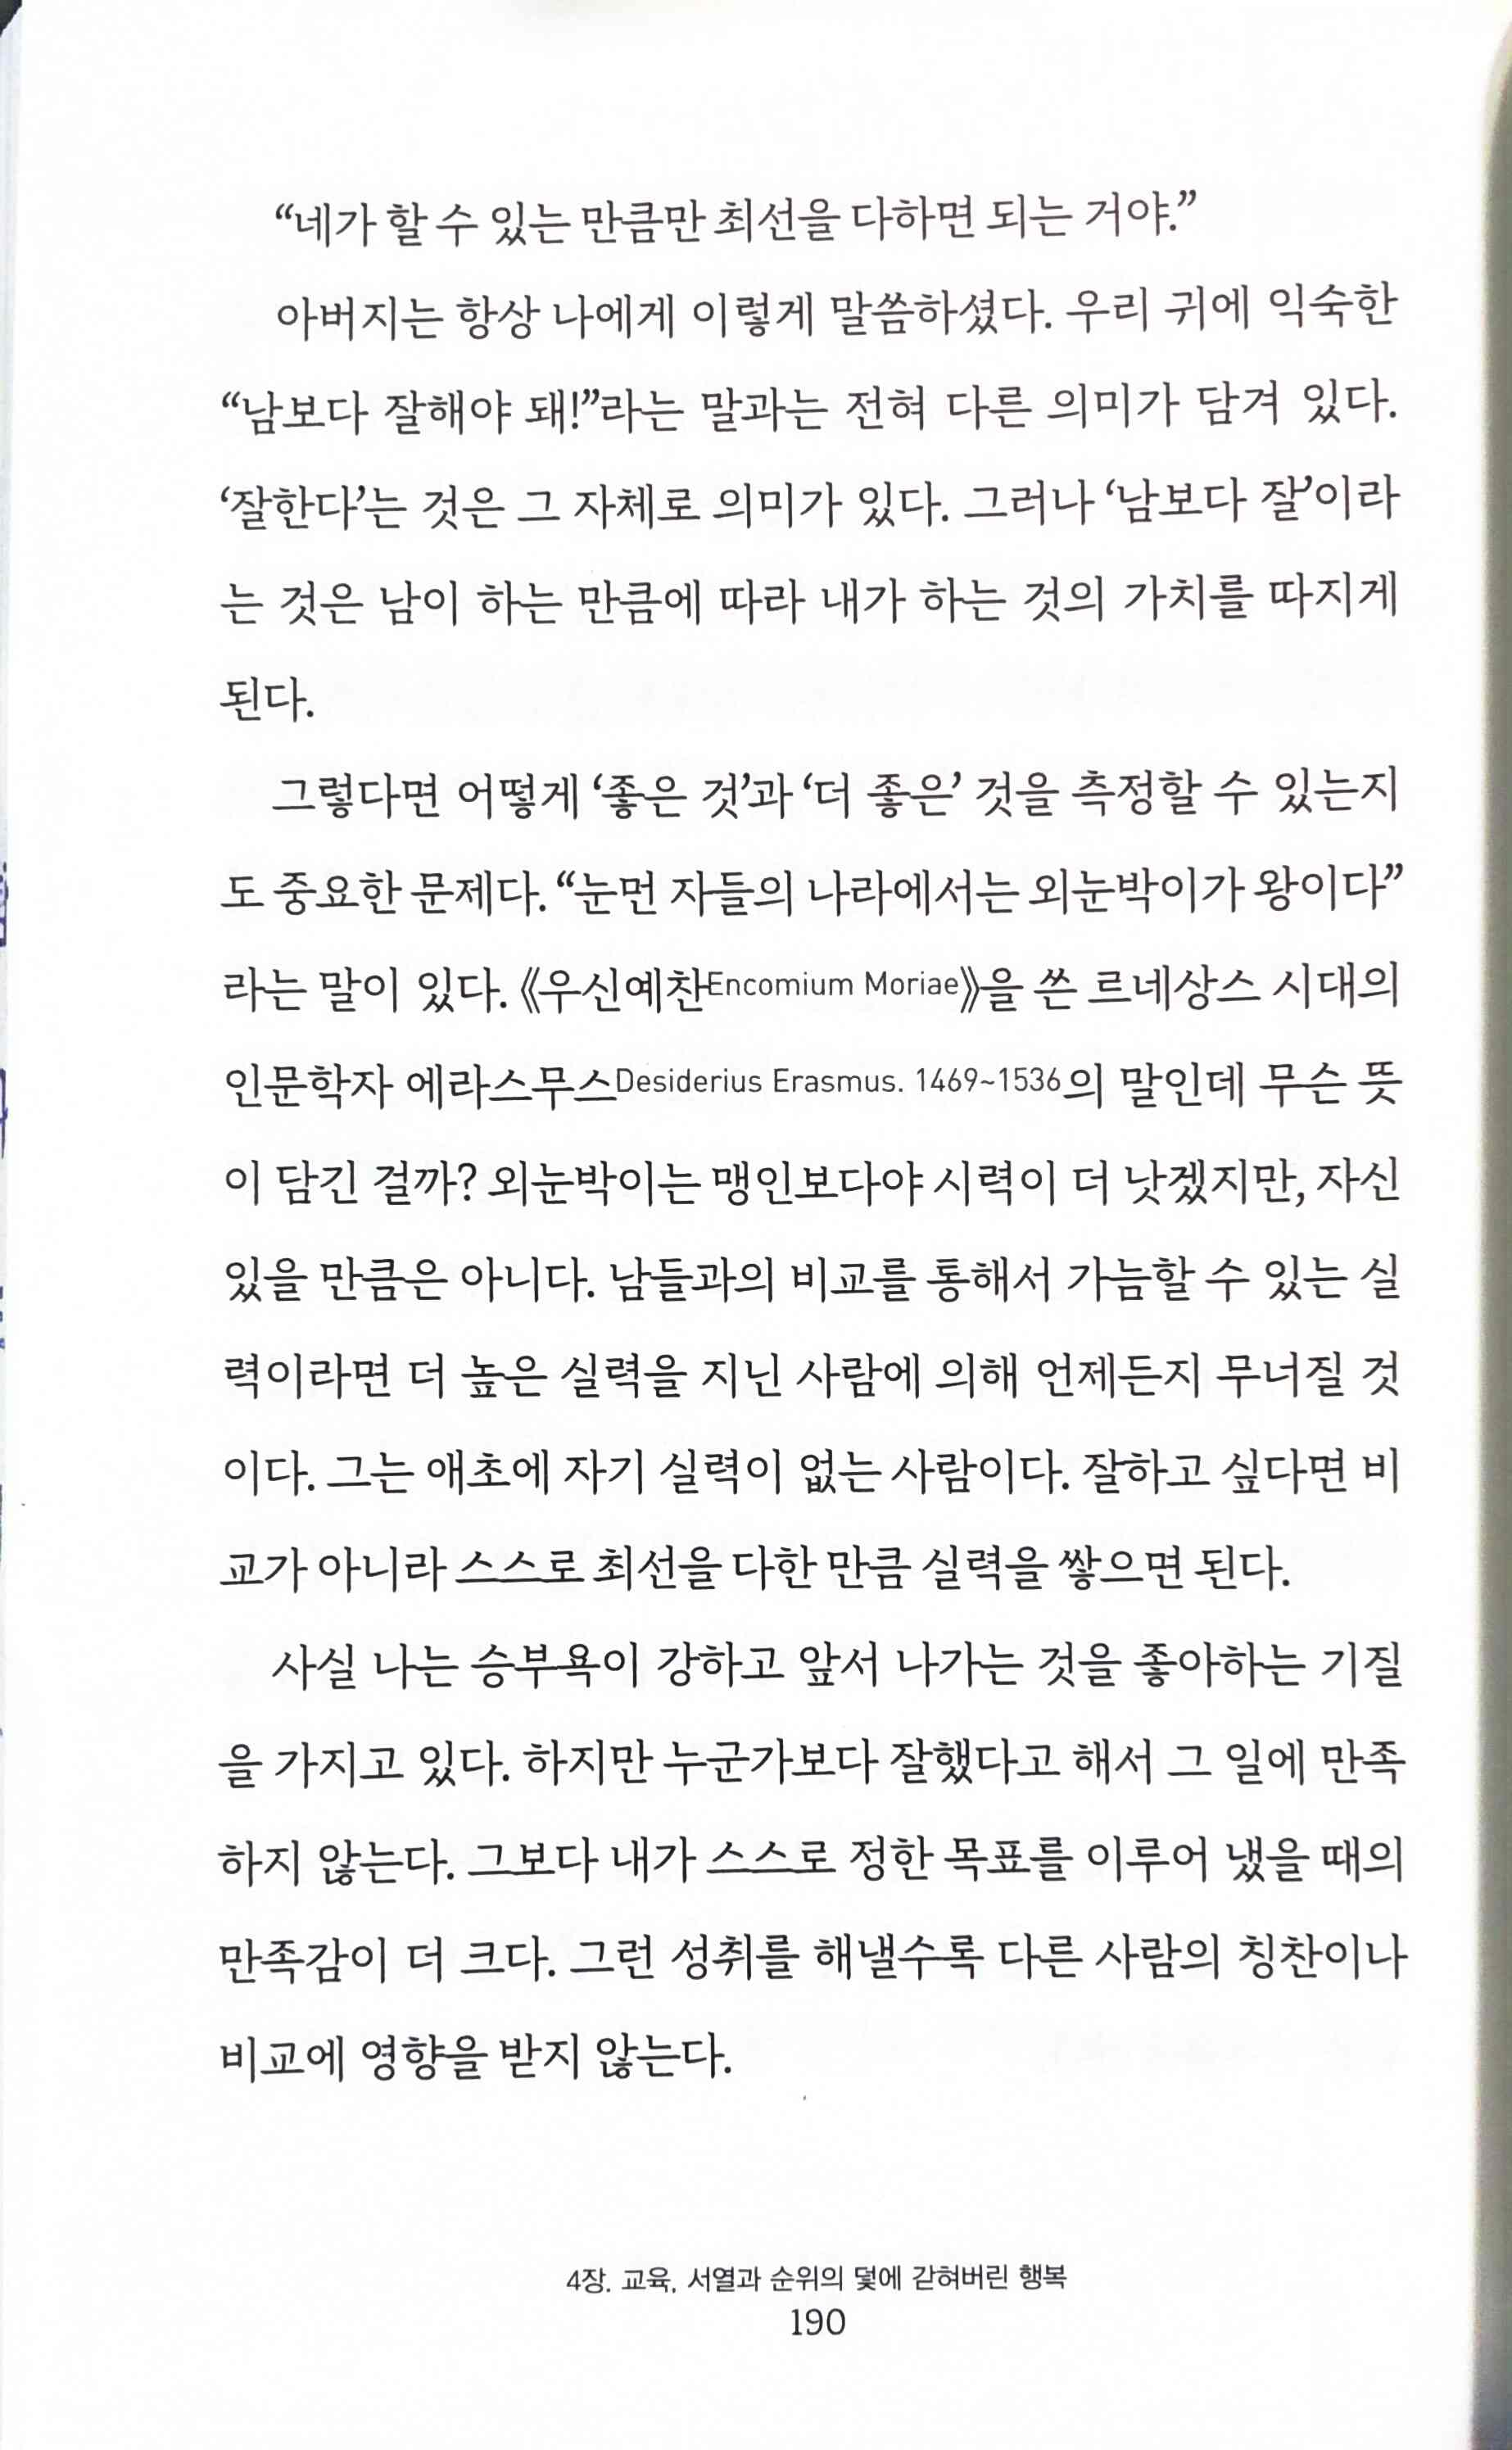 “네가 할 수 있는 만큼만 최선을 다하면 되는 거야.”
아버지는 항상 나에게 이렇게 말씀하셨다. 우리 귀에 익숙한
“남보다 잘해야 돼!”라는 말과는 전혀 다른 의미가 담겨 있다.
‘잘한다’는 것은 그 자체로 의미가 있다. 그러나 ‘남보다 잘’이라
는 것은 남이 하는 만큼에 따라 내가 하는 것의 가치를 따지게
된다.
그렇다면 어떻게 ‘좋은 것’과 ‘더 좋은’ 것을 측정할 수 있는지
도 중요한 문제다. “눈먼 자들의 나라에서는 외눈박이가 왕이다”
라는 말이 있다. 《우신예찬Encomium Moriae》을 쓴 르네상스 시대의
인문학자 에라스무스Desiderius Erasmus. 1469~1536의 말인데 무슨 뜻
이 담긴 걸까? 외눈박이는 맹인보다야 시력이 더 낫겠지만, 자신
있을 만큼은 아니다. 남들과의 비교를 통해서 가늠할 수 있는 실
력이라면 더 높은 실력을 지닌 사람에 의해 언제든지 무너질 것
이다. 그는 애초에 자기 실력이 없는 사람이다. 잘하고 싶다면 비
교가 아니라 스스로 최선을 다한 만큼 실력을 쌓으면 된다.
사실 나는 승부욕이 강하고 앞서 나가는 것을 좋아하는 기질
을 가지고 있다. 하지만 누군가보다 잘했다고 해서 그 일에 만족
하지 않는다. 그보다 내가 스스로 정한 목표를 이루어 냈을 때의
만족감이 더 크다. 그런 성취를 해낼수록 다른 사람의 칭찬이나
비교에 영향을 받지 않는다.
4장. 교육, 서열과 순위의 덫에 갇혀버린 행복
190